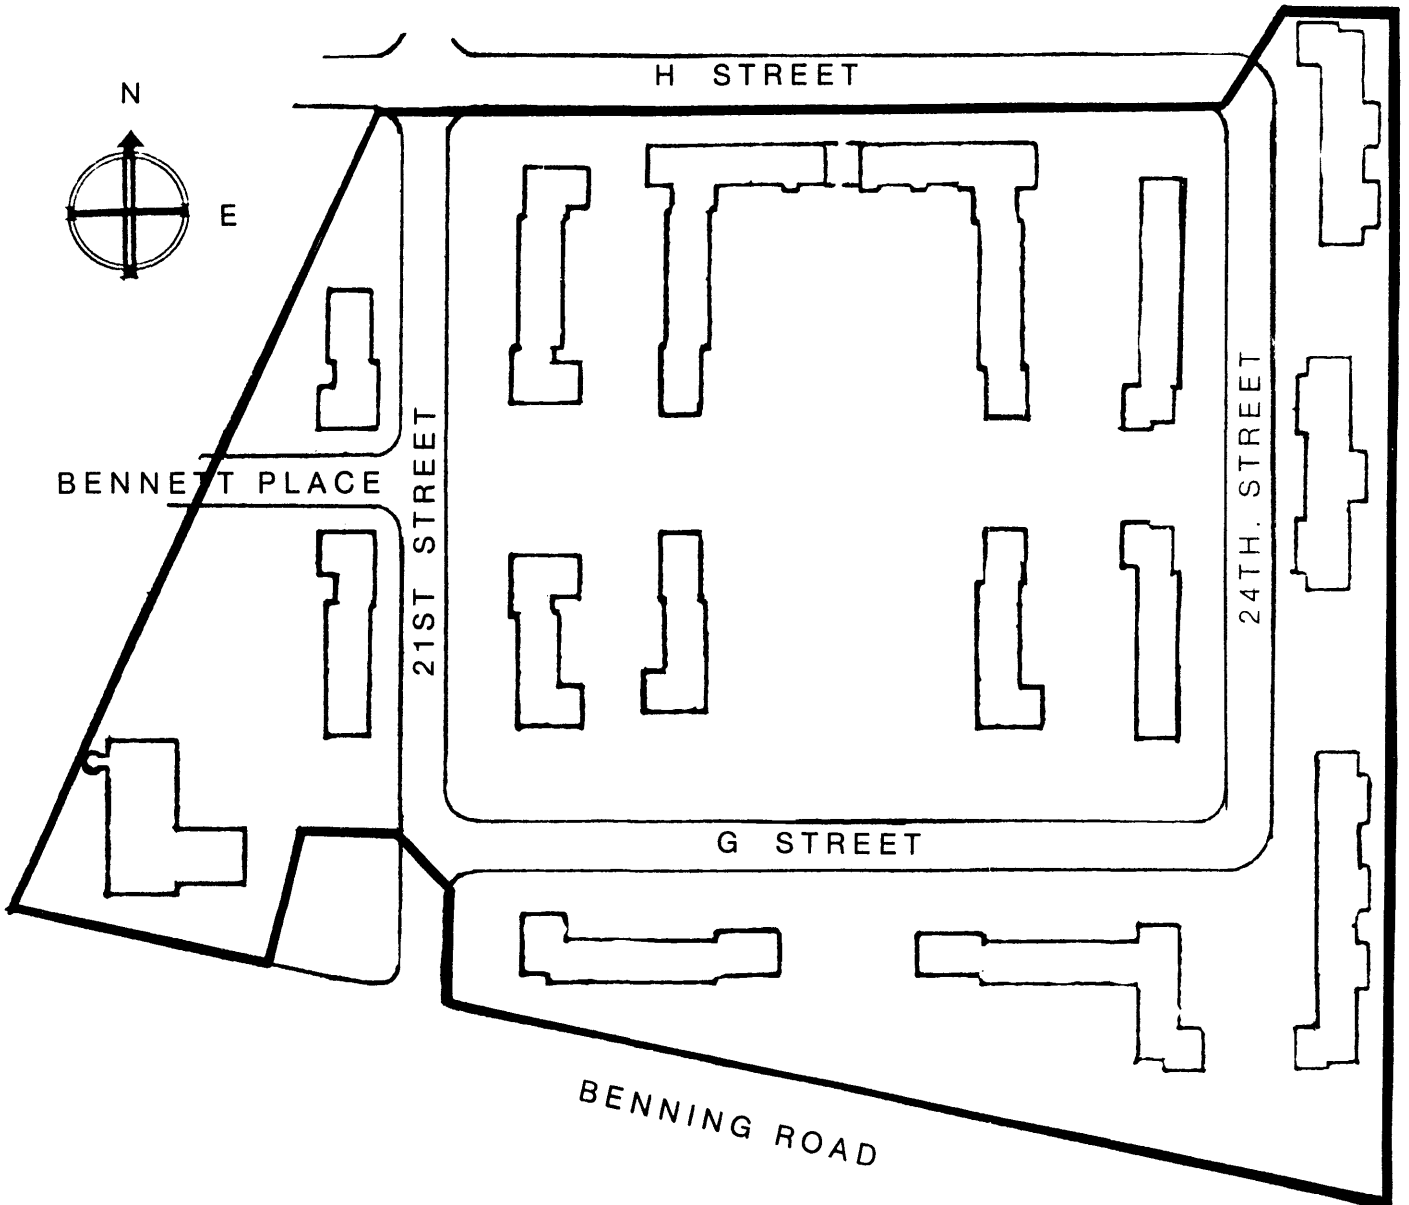 H STREET
N
E
BENNETT PLACE
21ST STREET
24TH. STREET
G STREET
BENNING ROAD